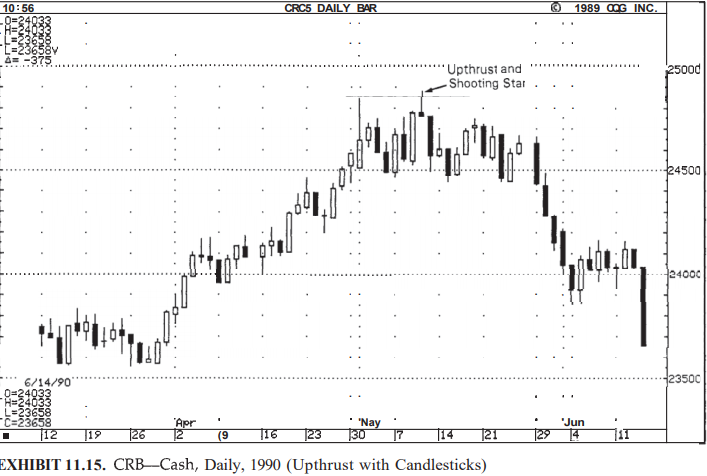 10:56 CRC5 DAILY BAR © 1989 CQG INC.
O=24033
H=24033
L=23658
L=23658V
Δ= -375
Upthrust and
Shooting Star
25000
24500
24000
23500
6/14/90
O=24033
H=24033
L=23658
C=23658
Apr Nay Jun
12 19 26 2 (9 16 23 30 7 14 21 29 4 11
EXHIBIT 11.15. CRB—Cash, Daily, 1990 (Upthrust with Candlesticks)